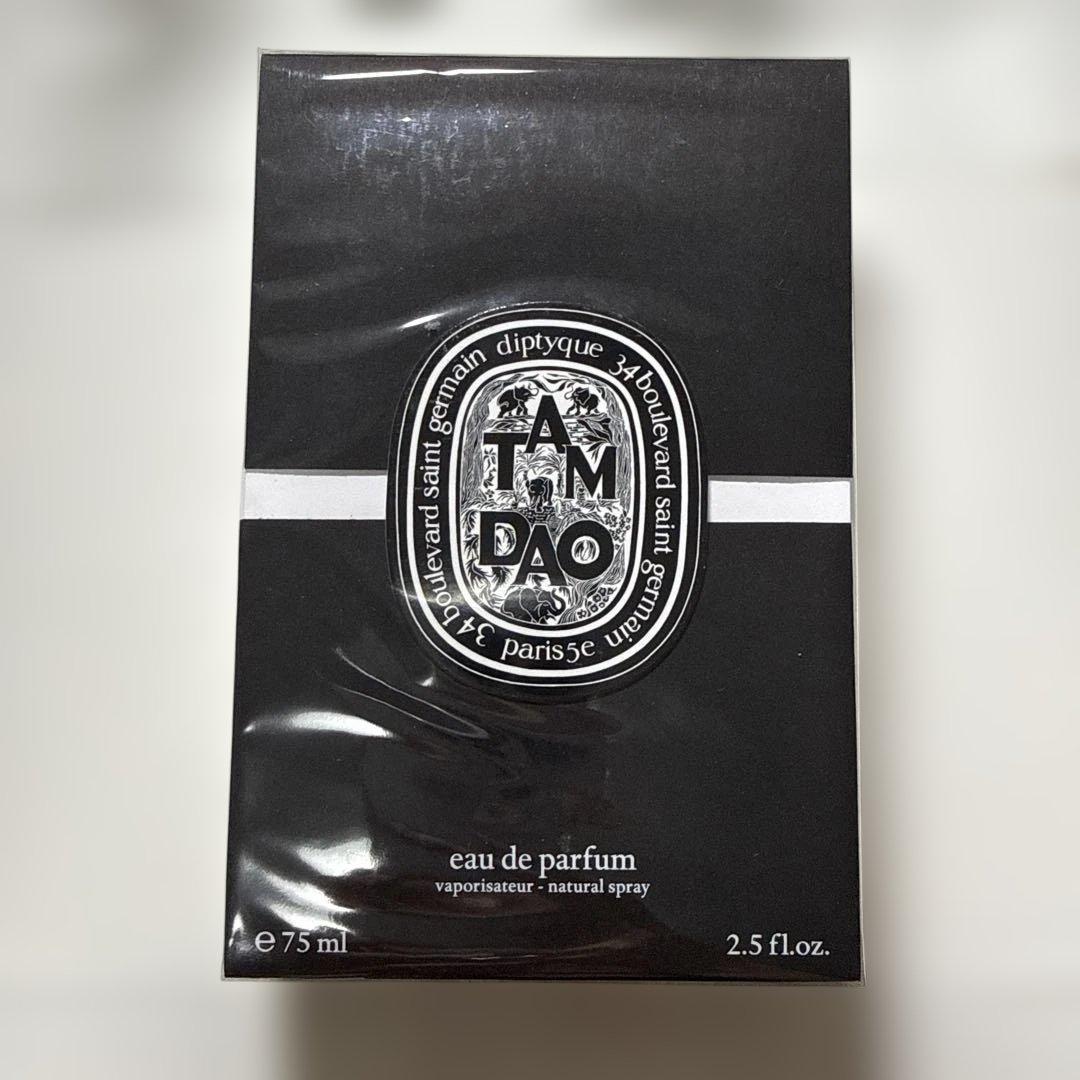 diptyque 34 boulevard saint germain paris5e 34 boulevard saint germain
TAM
DAO
eau de parfum
vaporisateur - natural spray
℮ 75 ml
2.5 fl.oz.